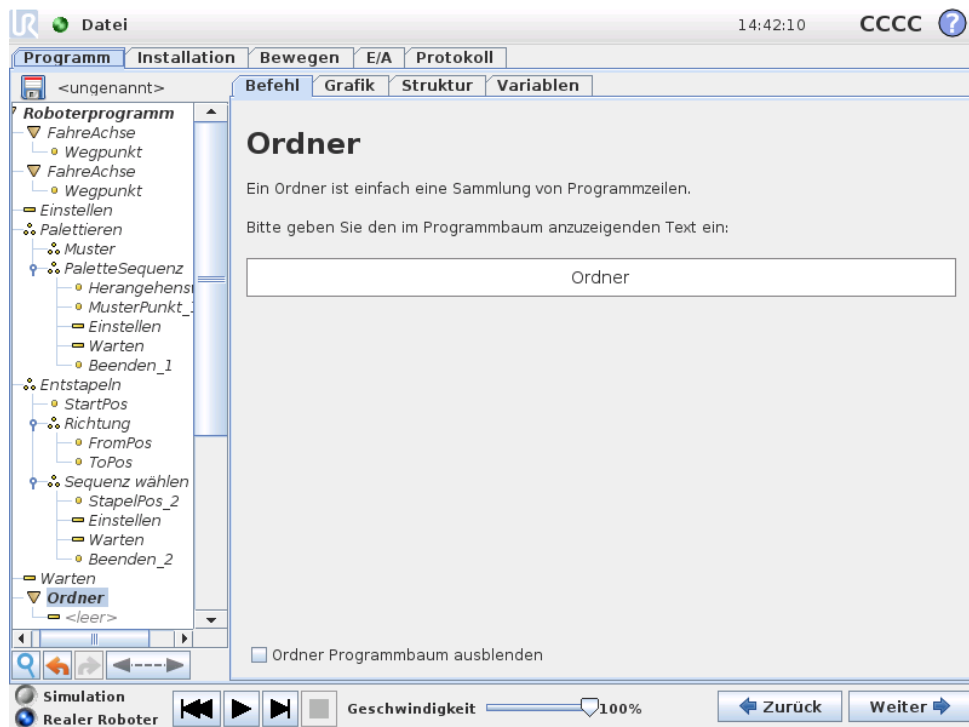 UR Datei 14:42:10 CCCC ?
Programm Installation Bewegen E/A Protokoll
<ungenannt>
Befehl Grafik Struktur Variablen
Roboterprogramm
FahreAchse
Wegpunkt
FahreAchse
Wegpunkt
Einstellen
Palettieren
Muster
PaletteSequenz
Einstellen
Warten
Beenden_1
Entstapeln
StartPos
Richtung
FromPos
ToPos
Sequenz wählen
StapelPos_2
Einstellen
Warten
Beenden_2
Warten
Ordner
<leer>
Ordner
Ein Ordner ist einfach eine Sammlung von Programmzeilen.
Bitte geben Sie den im Programmbaum anzuzeigenden Text ein:
Ordner
Ordner Programmbaum ausblenden
Simulation
Realer Roboter
Geschwindigkeit 100%
Zurück Weiter